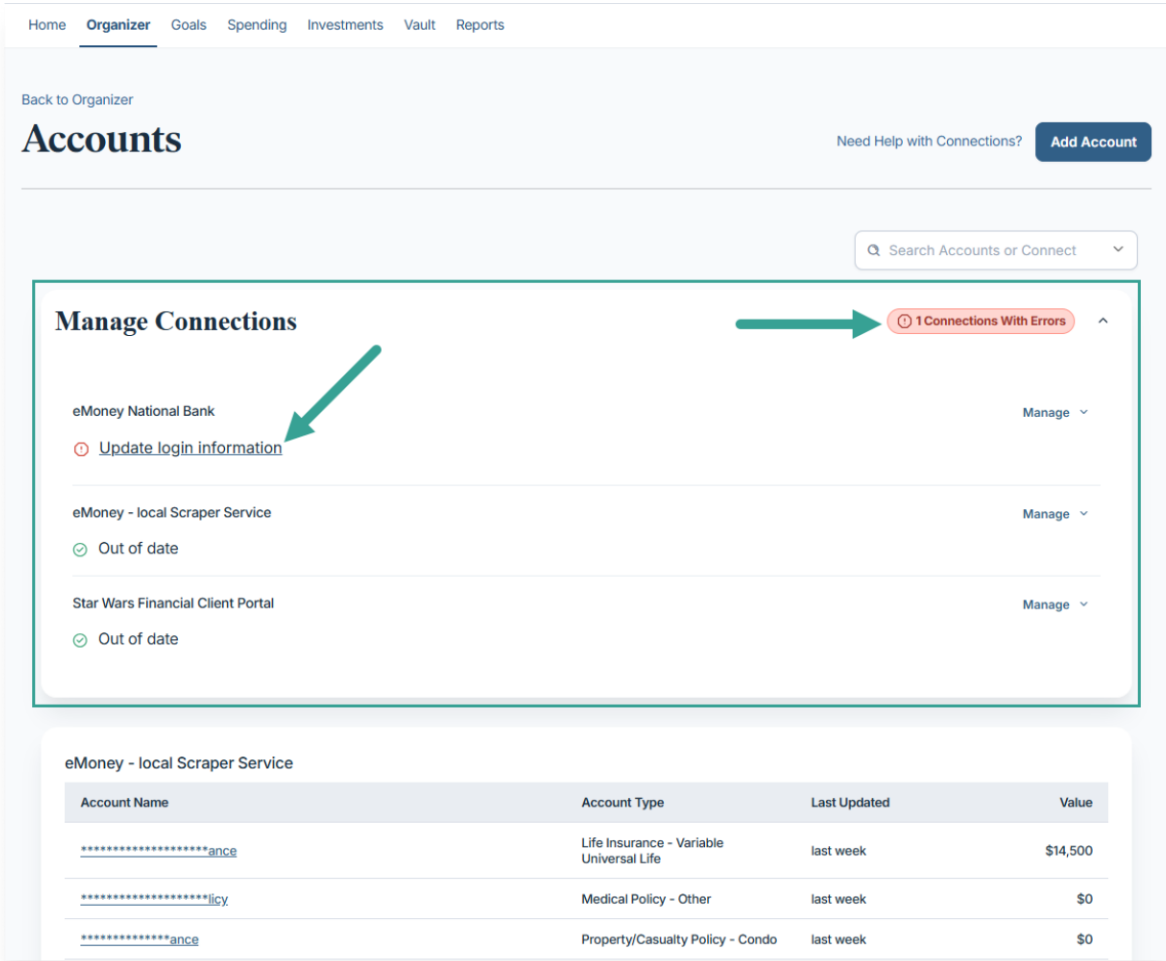 Home Organizer Goals Spending Investments Vault Reports
Back to Organizer
Accounts
Need Help with Connections? Add Account
Search Accounts or Connect
Manage Connections
1 Connections With Errors
eMoney National Bank
Manage
Update login information
eMoney - local Scraper Service
Manage
Out of date
Star Wars Financial Client Portal
Manage
Out of date
eMoney - local Scraper Service
Account Name Account Type Last Updated Value
********************ance Life Insurance - Variable Universal Life last week $14,500
********************licy Medical Policy - Other last week $0
**************ance Property/Casualty Policy - Condo last week $0